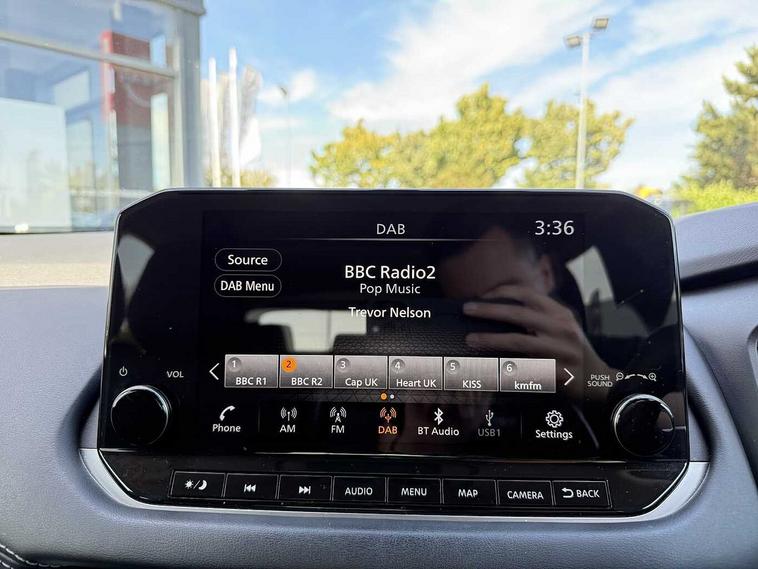 DAB
3:36
Source
DAB Menu
BBC Radio2
Pop Music
Trevor Nelson
VOL
PUSH SOUND
1 BBC R1
2 BBC R2
3 Cap UK
4 Heart UK
5 KISS
6 kmfm
Phone
AM
FM
DAB
BT Audio
USB1
Settings
AUDIO
MENU
MAP
CAMERA
BACK